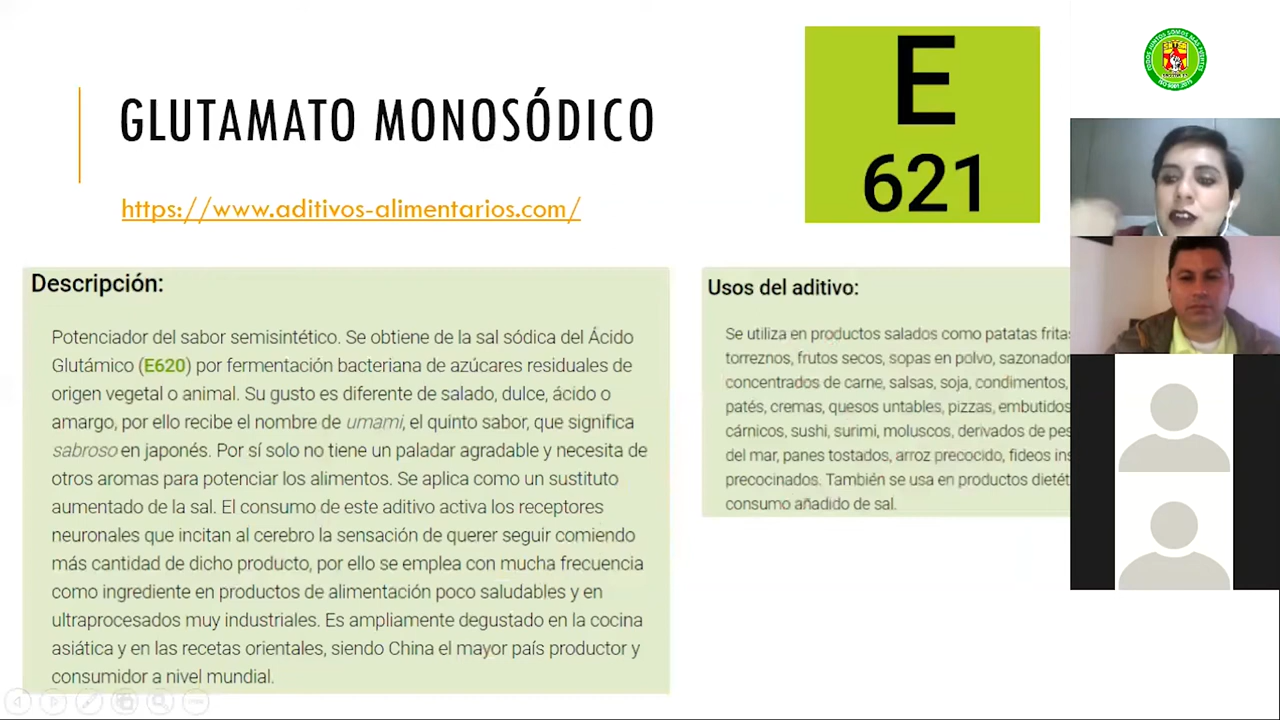 GLUTAMATO MONOSÓDICO
https://www.aditivos-alimentarios.com/
E
621
TODOS JUNTOS SOMOS MAS FUERTES
ISO 9001:2015
Descripción:
Potenciador del sabor semisintético. Se obtiene de la sal sódica del Ácido
Glutámico (E620) por fermentación bacteriana de azúcares residuales de
origen vegetal o animal. Su gusto es diferente de salado, dulce, ácido o
amargo, por ello recibe el nombre de umami, el quinto sabor, que significa
sabroso en japonés. Por sí solo no tiene un paladar agradable y necesita de
otros aromas para potenciar los alimentos. Se aplica como un sustituto
aumentado de la sal. El consumo de este aditivo activa los receptores
neuronales que incitan al cerebro la sensación de querer seguir comiendo
más cantidad de dicho producto, por ello se emplea con mucha frecuencia
como ingrediente en productos de alimentación poco saludables y en
ultraprocesados muy industriales. Es ampliamente degustado en la cocina
asiática y en las recetas orientales, siendo China el mayor país productor y
consumidor a nivel mundial.
Usos del aditivo:
Se utiliza en productos salados como patatas fritas
torreznos, frutos secos, sopas en polvo, sazonador
concentrados de carne, salsas, soja, condimentos,
patés, cremas, quesos untables, pizzas, embutidos
cárnicos, sushi, surimi, moluscos, derivados de pes
del mar, panes tostados, arroz precocido, fideos ins
precocinados. También se usa en productos dietét
consumo añadido de sal.